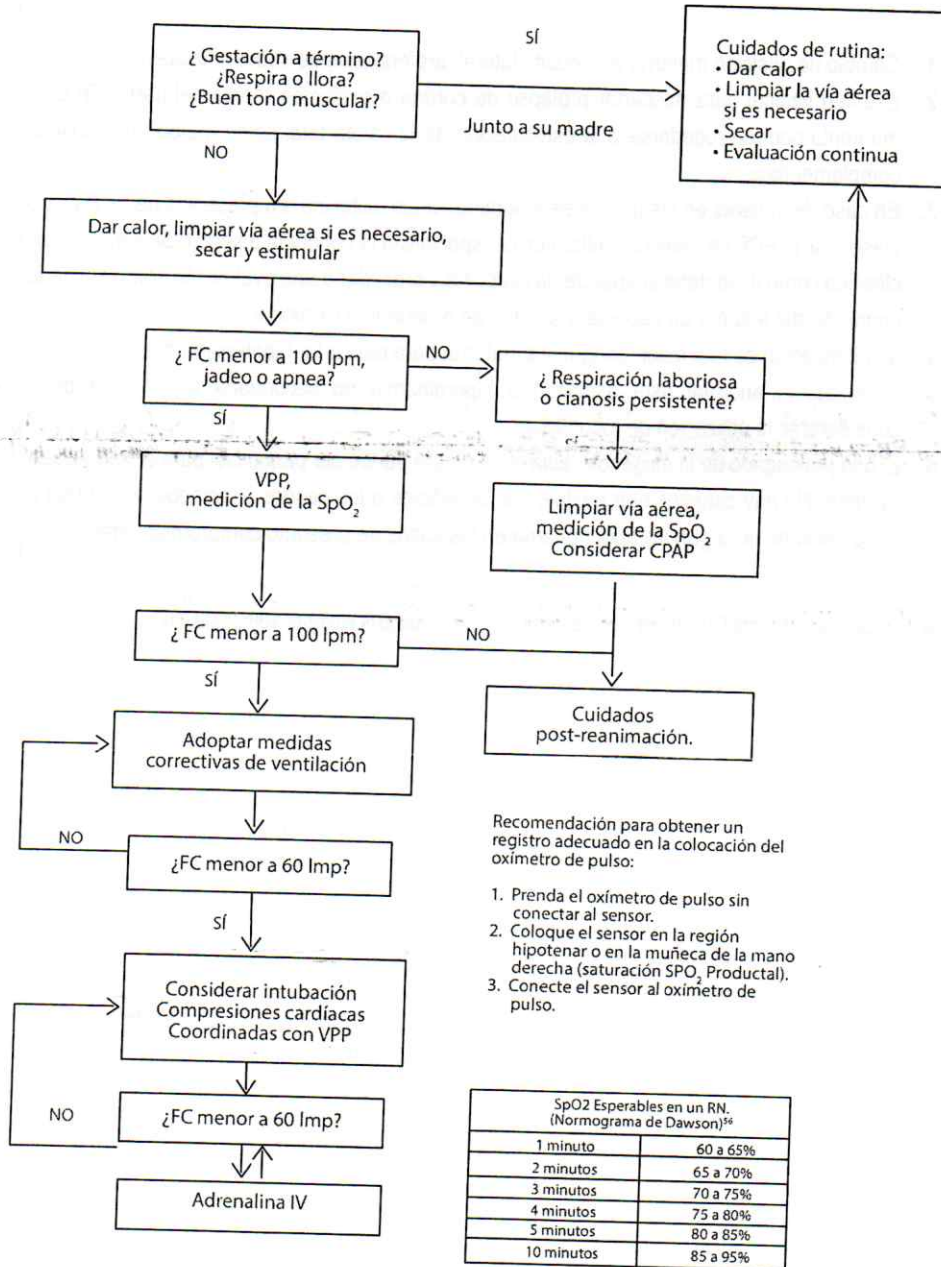 ¿ Gestación a término?
¿Respira o llora?
¿Buen tono muscular?
SÍ
Junto a su madre
Cuidados de rutina:
• Dar calor
• Limpiar la vía aérea
si es necesario
• Secar
• Evaluación continua
NO
Dar calor, limpiar vía aérea si es necesario,
secar y estimular
¿ FC menor a 100 lpm,
jadeo o apnea?
NO
¿ Respiración laboriosa
o cianosis persistente?
SÍ
VPP,
medición de la SpO₂
Limpiar vía aérea,
medición de la SpO₂
Considerar CPAP
¿ FC menor a 100 lpm?
NO
SÍ
Cuidados
post-reanimación.
Adoptar medidas
correctivas de ventilación
NO
¿FC menor a 60 lmp?
SÍ
Recomendación para obtener un
registro adecuado en la colocación del
oxímetro de pulso:
1. Prenda el oxímetro de pulso sin
conectar al sensor.
2. Coloque el sensor en la región
hipotenar o en la muñeca de la mano
derecha (saturación SPO₂ Productal).
3. Conecte el sensor al oxímetro de
pulso.
Considerar intubación
Compresiones cardíacas
Coordinadas con VPP
NO
¿FC menor a 60 lmp?
Adrenalina IV
SpO2 Esperables en un RN.
(Normograma de Dawson)⁵⁶
1 minuto 60 a 65%
2 minutos 65 a 70%
3 minutos 70 a 75%
4 minutos 75 a 80%
5 minutos 80 a 85%
10 minutos 85 a 95%